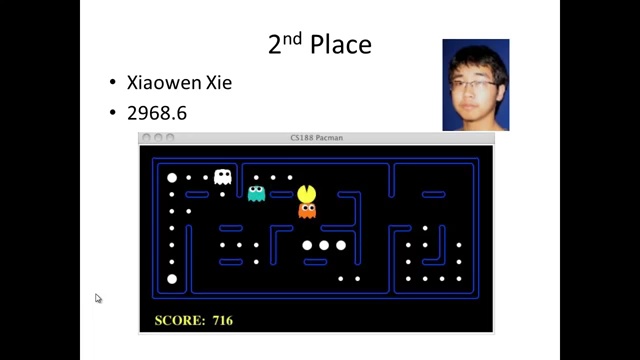 2nd Place
• Xiaowen Xie
• 2968.6
CS188 Pacman
SCORE: 716